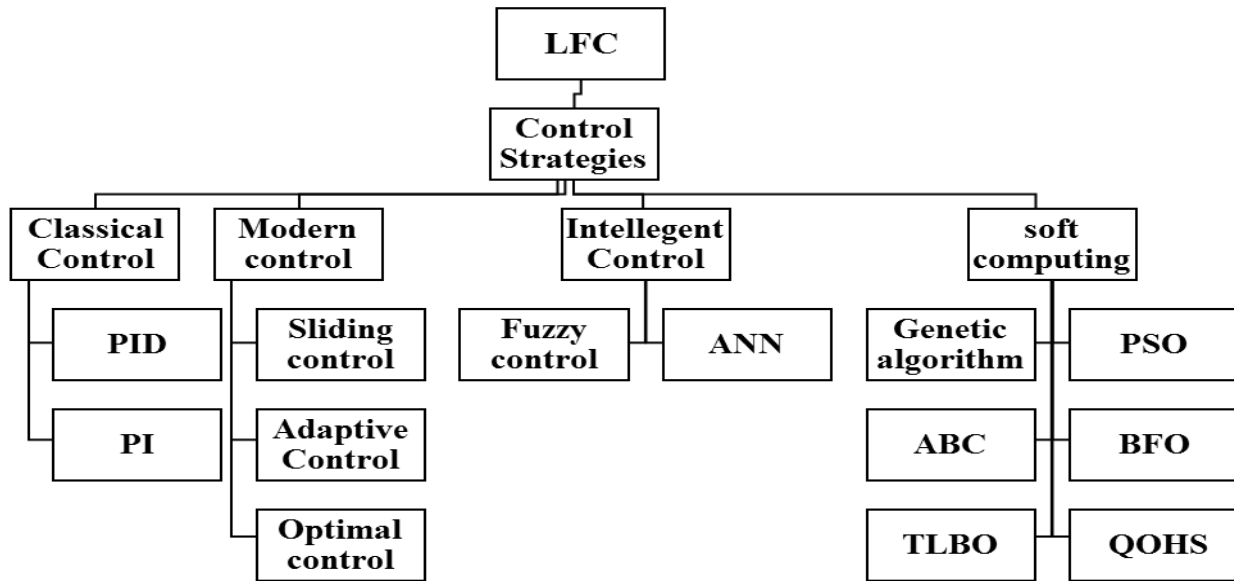 LFC
Control
Strategies
Classical
Control
Modern
control
Intellegent
Control
soft
computing
PID
Sliding
control
Fuzzy
control
ANN
Genetic
algorithm
PSO
PI
Adaptive
Control
ABC
BFO
Optimal
control
TLBO
QOHS